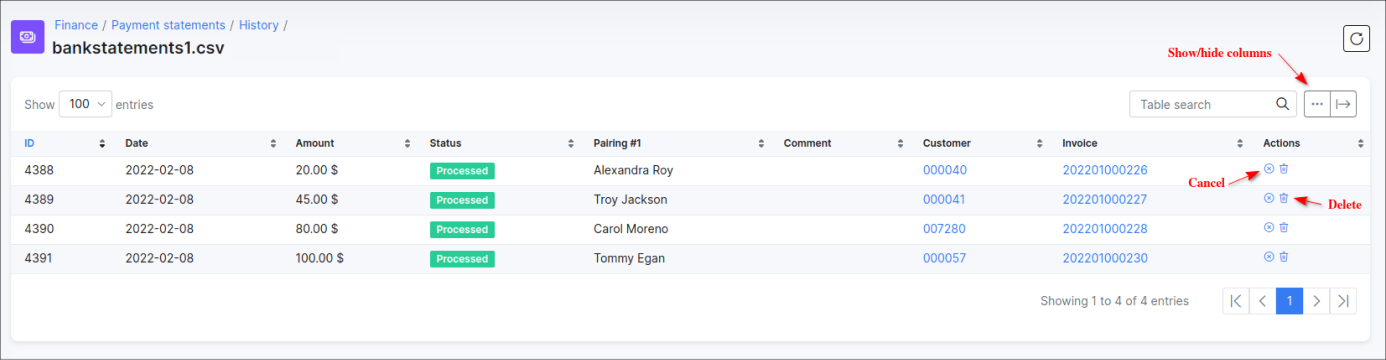 Finance / Payment statements / History /
bankstatements1.csv
Show/hide columns
Show 100 entries
Table search
ID Date Amount Status Pairing #1 Comment Customer Invoice Actions
4388 2022-02-08 20.00 $ Processed Alexandra Roy 000040 202201000226
Cancel
4389 2022-02-08 45.00 $ Processed Troy Jackson 000041 202201000227
Delete
4390 2022-02-08 80.00 $ Processed Carol Moreno 007280 202201000228
4391 2022-02-08 100.00 $ Processed Tommy Egan 000057 202201000230
Showing 1 to 4 of 4 entries 1